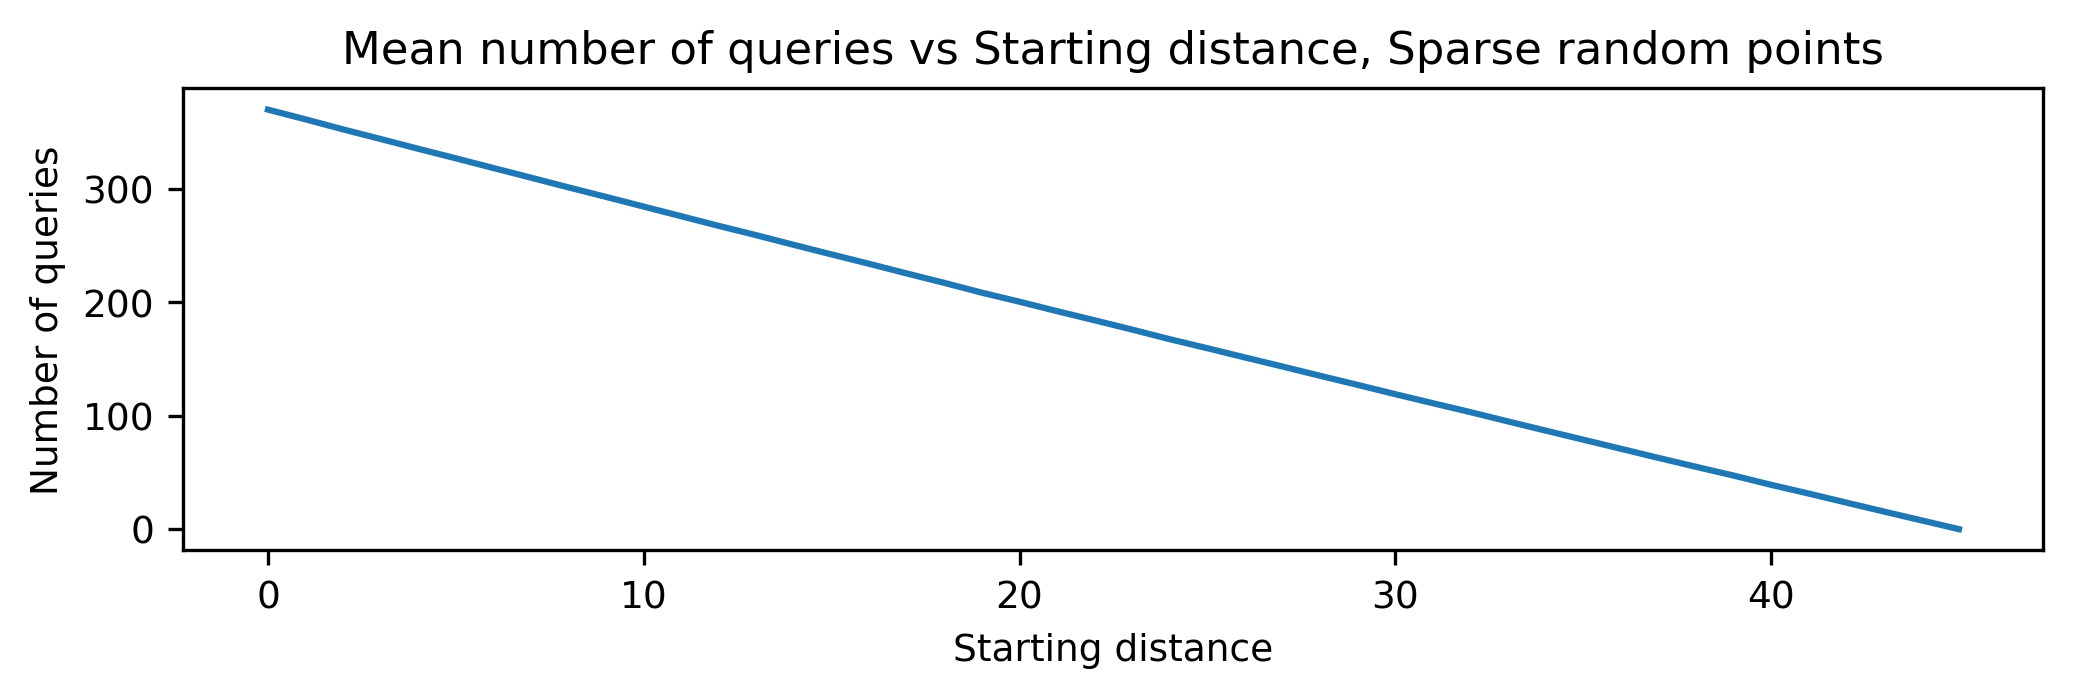 Mean number of queries vs Starting distance, Sparse random points
Number of queries
300
200
100
0
0 10 20 30 40
Starting distance